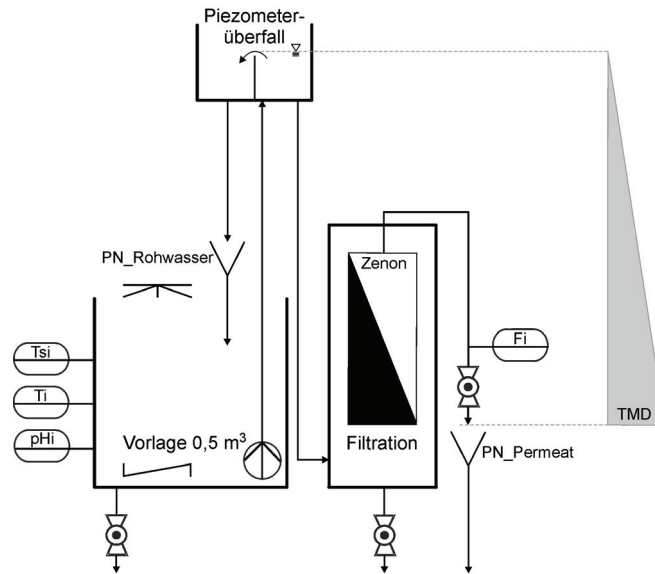 Piezometer-
überfall
PN_Rohwasser
Zenon
Tsi
Fi
Ti
TMD
pHi
Vorlage 0,5 m³
Filtration
PN_Permeat